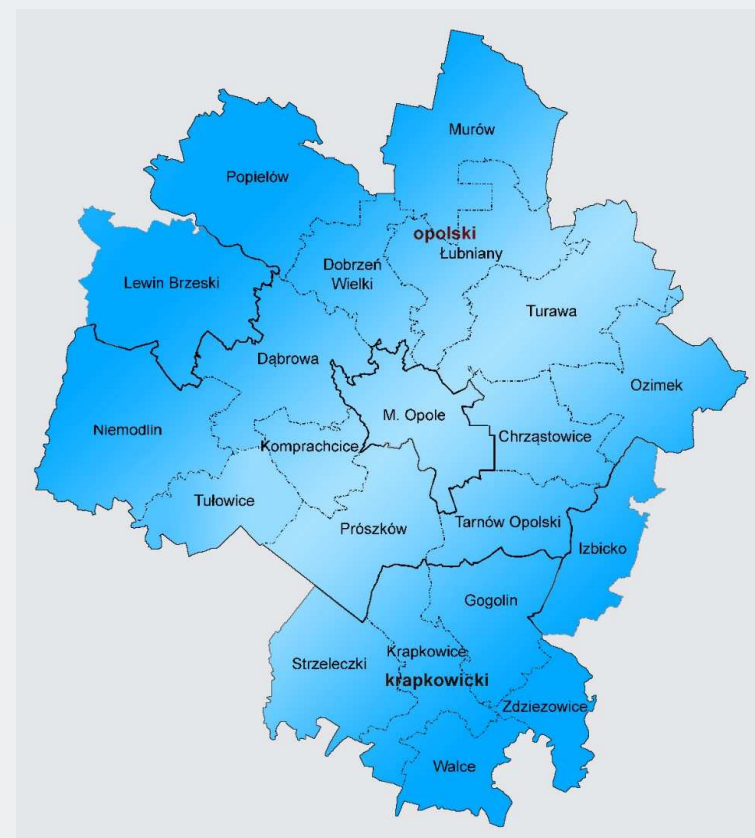 Murów
Popielów
opolski
Łubniany
Dobrzeń
Wielki
Lewin Brzeski
Turawa
Dąbrowa
Ozimek
M. Opole
Niemodlin
Komprachcice
Chrząstowice
Tułowice
Prószków
Tarnów Opolski
Izbicko
Gogolin
Krapkowice
Strzeleczki
krapkowicki
Zdziezowice
Walce